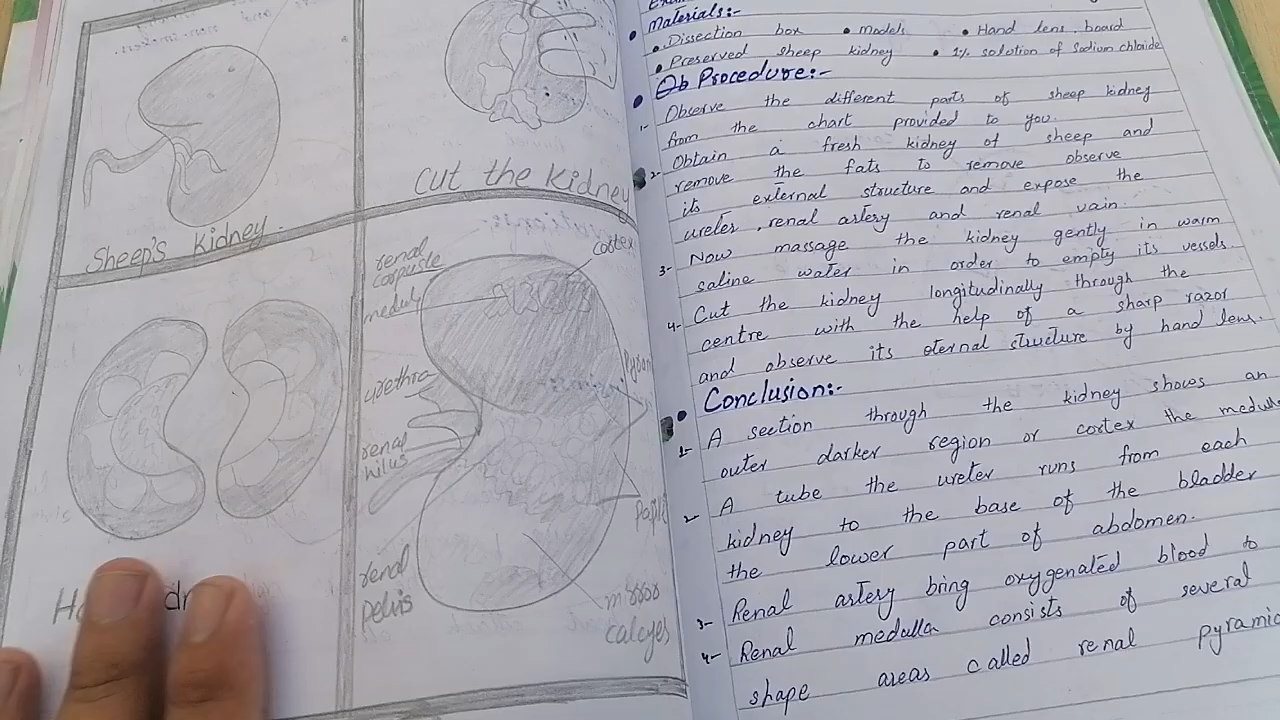 Sheep's Kidney.
cut the kidney
renal
corpuscle
medul
cortex
urethra
renal
hilus
renal
pelvis
Papil
minor
calcyes
Materials:-
Dissection box • models • Hand lens, board
• Preserved sheep kidney • 1% solution of Sodium chloide
Ob Procedure:-
1- Observe the different parts of sheep kidney
from the chart provided to you.
2- Obtain a fresh kidney of sheep and
remove the fats to remove observe
its external structure and expose the
ureter, renal artery and renal vain.
3- Now massage the kidney gently in warm
saline water in order to empty its vessels.
4- Cut the kidney longitudinally through the
centre with the help of a sharp razor
and observe its eternal structure by hand lens.
Conclusion:-
1- A section through the kidney shows an
outer darker region or cortex the medulla
2- A tube the ureter runs from each
kidney to the base of the bladder
the lower part of abdomen.
3- Renal artery bring oxygenated blood to
4- Renal medulla consists of several
shape areas called renal pyramid